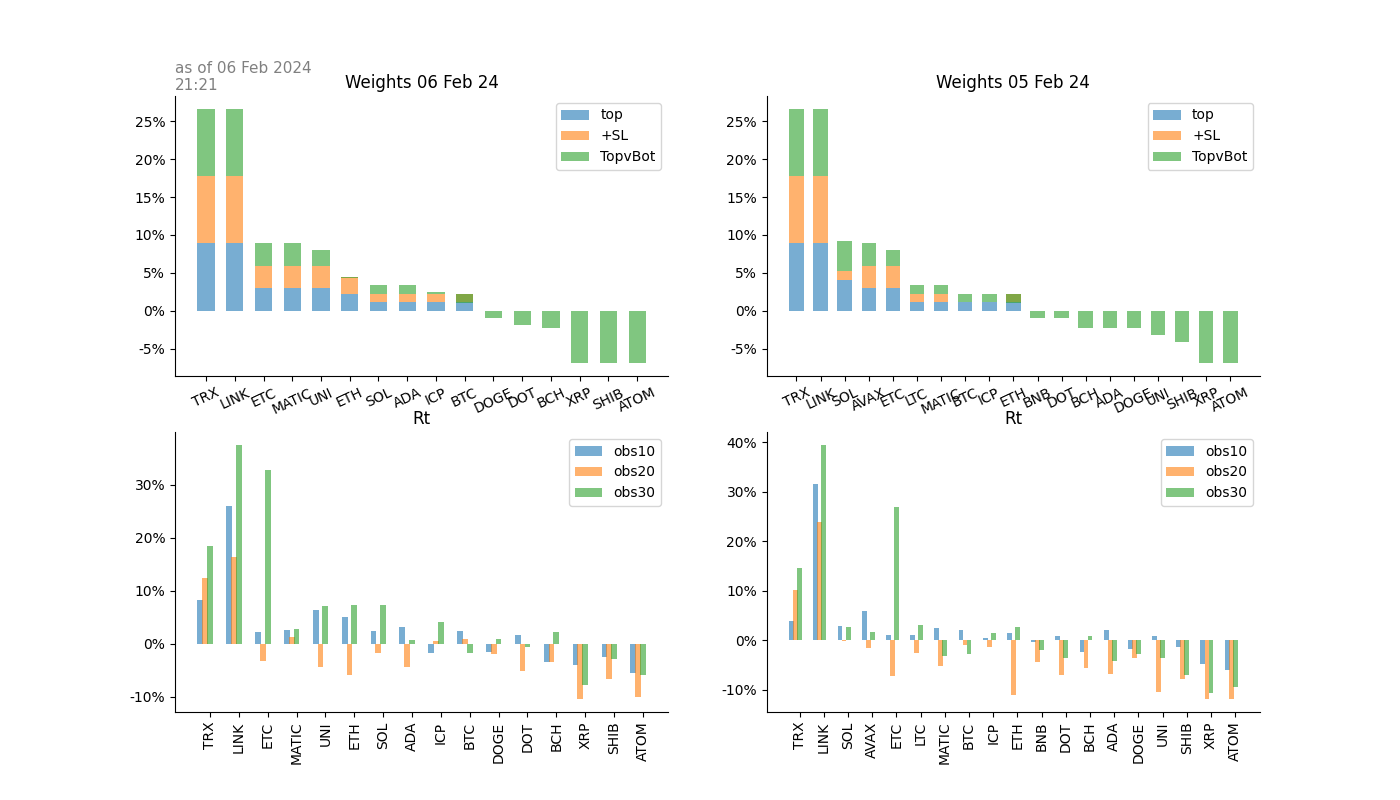 as of 06 Feb 2024
21:21
Weights 06 Feb 24
top
+SL
TopvBot
25%
20%
15%
10%
5%
0%
-5%
TRX LINK ETC MATIC UNI ETH SOL ADA ICP BTC DOGE DOT BCH XRP SHIB ATOM
Weights 05 Feb 24
top
+SL
TopvBot
25%
20%
15%
10%
5%
0%
-5%
TRX LINK SOL AVAX ETC LTC MATIC BTC ICP ETH BNB DOT BCH ADA DOGE UNI SHIB XRP ATOM
Rt
obs10
obs20
obs30
30%
20%
10%
0%
-10%
TRX LINK ETC MATIC UNI ETH SOL ADA ICP BTC DOGE DOT BCH XRP SHIB ATOM
Rt
obs10
obs20
obs30
40%
30%
20%
10%
0%
-10%
TRX LINK SOL AVAX ETC LTC MATIC BTC ICP ETH BNB DOT BCH ADA DOGE UNI SHIB XRP ATOM